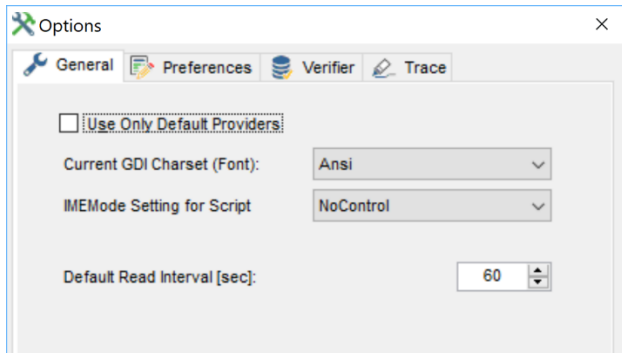 Options
General Preferences Verifier Trace
Use Only Default Providers
Current GDI Charset (Font): Ansi
IMEMode Setting for Script NoControl
Default Read Interval [sec]: 60